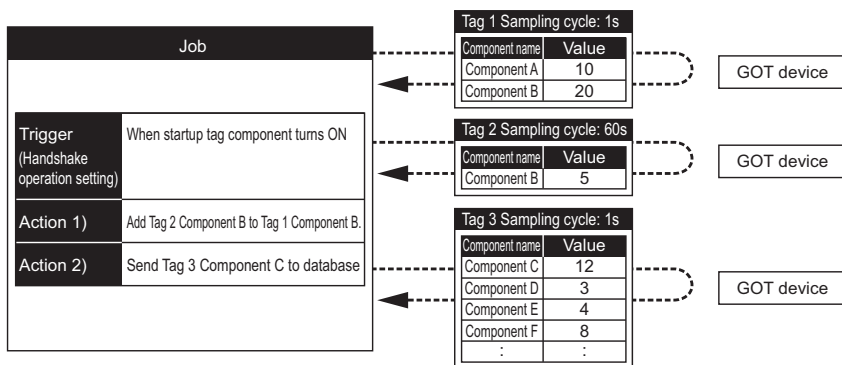 Job
Trigger
(Handshake
operation setting)
When startup tag component turns ON
Action 1)
Add Tag 2 Component B to Tag 1 Component B.
Action 2)
Send Tag 3 Component C to database
Tag 1 Sampling cycle: 1s
Component name Value
Component A 10
Component B 20
GOT device
Tag 2 Sampling cycle: 60s
Component name Value
Component B 5
GOT device
Tag 3 Sampling cycle: 1s
Component name Value
Component C 12
Component D 3
Component E 4
Component F 8
: :
GOT device